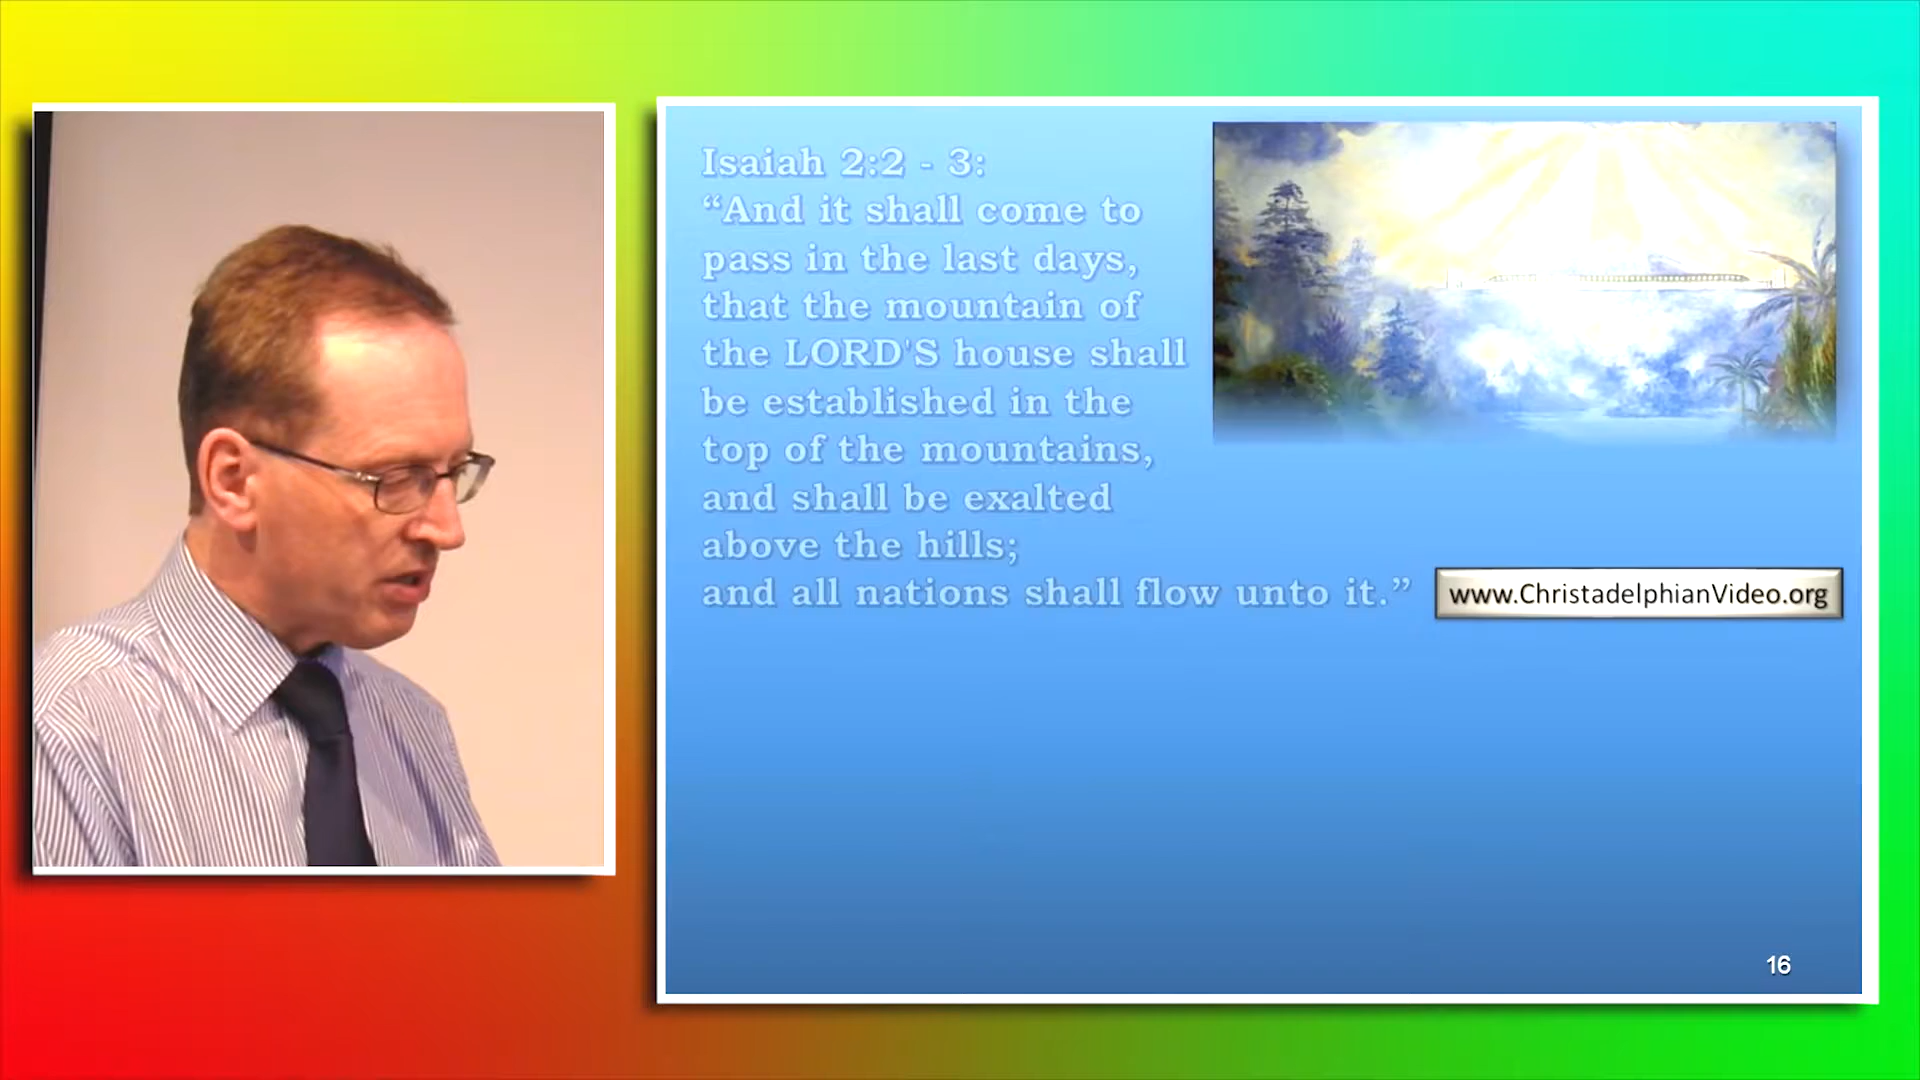 Isaiah 2:2 - 3:
“And it shall come to
pass in the last days,
that the mountain of
the LORD'S house shall
be established in the
top of the mountains,
and shall be exalted
above the hills;
and all nations shall flow unto it.”
www.ChristadelphianVideo.org
16